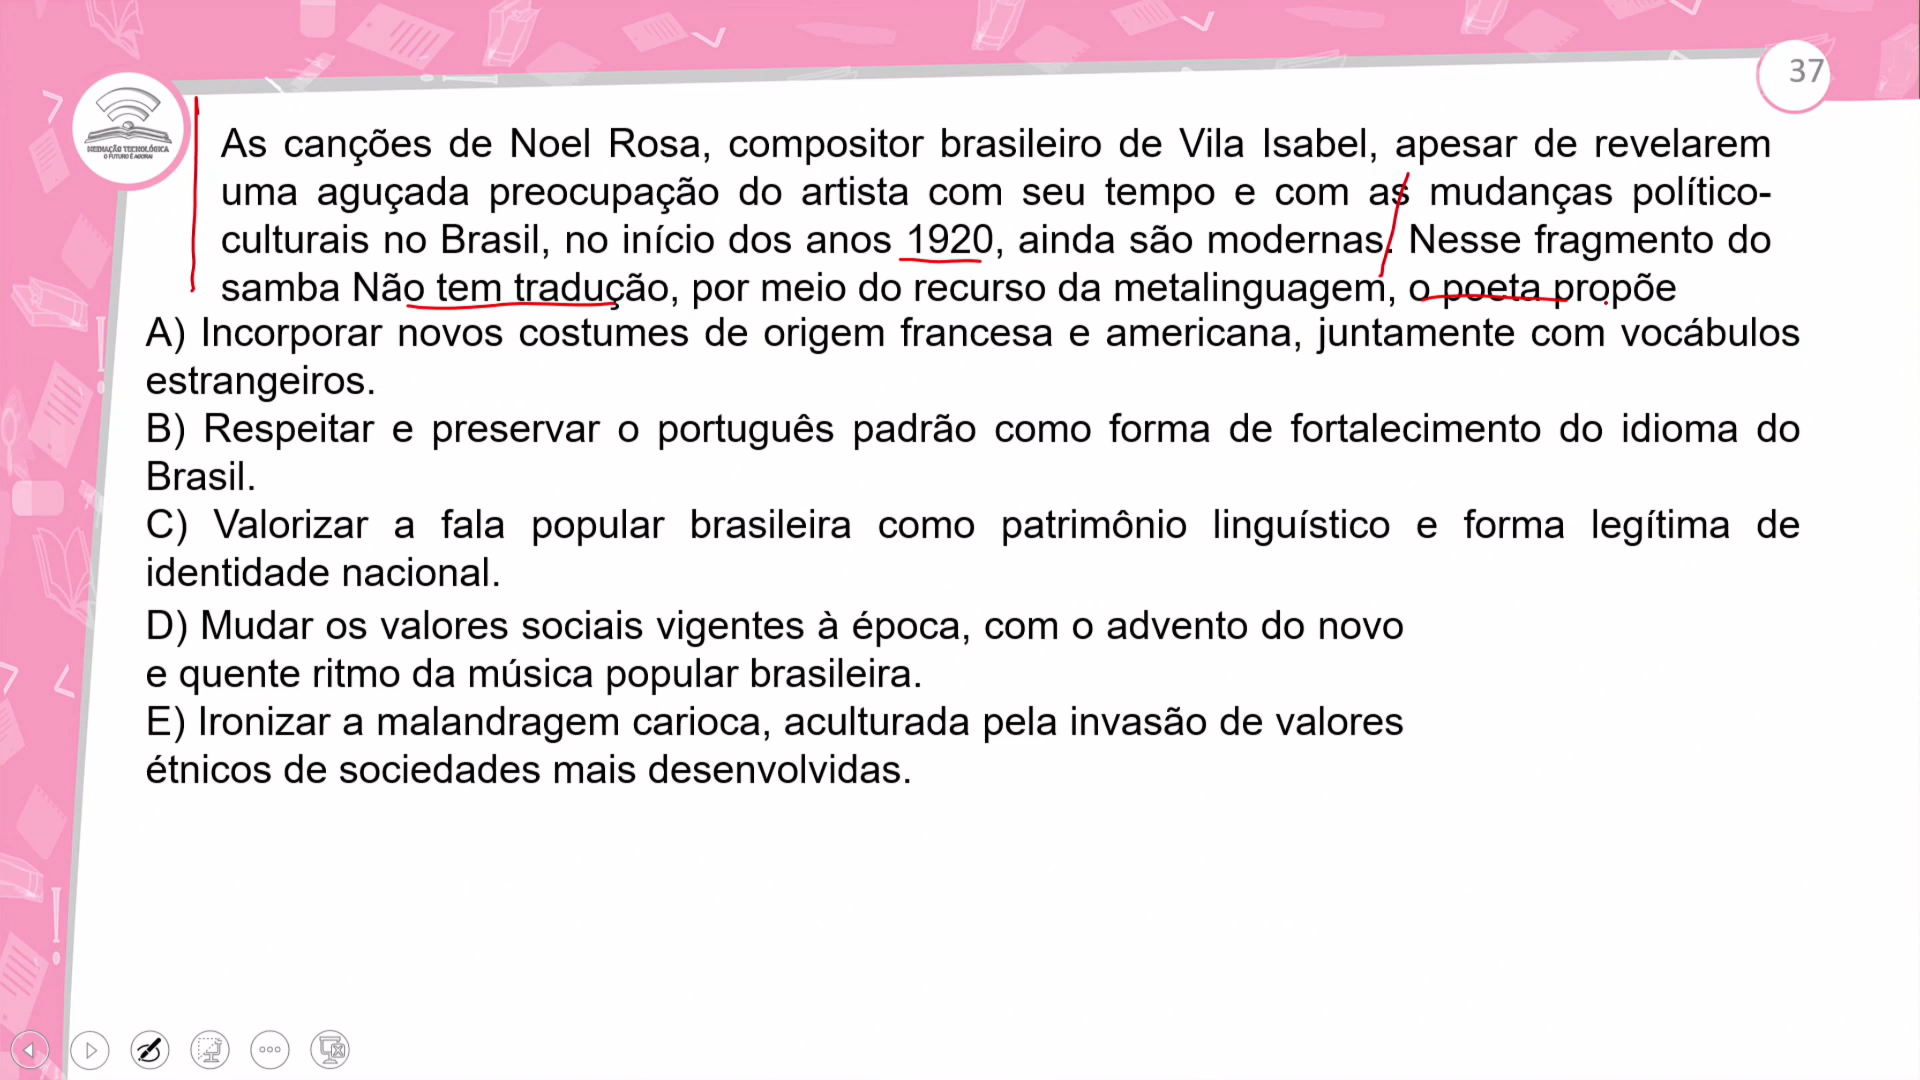 37
MEDIAÇÃO TECNOLÓGICA
O FUTURO É AGORA!
As canções de Noel Rosa, compositor brasileiro de Vila Isabel, apesar de revelarem
uma aguçada preocupação do artista com seu tempo e com as mudanças político-
culturais no Brasil, no início dos anos 1920, ainda são modernas. Nesse fragmento do
samba Não tem tradução, por meio do recurso da metalinguagem, o poeta propõe
A) Incorporar novos costumes de origem francesa e americana, juntamente com vocábulos
estrangeiros.
B) Respeitar e preservar o português padrão como forma de fortalecimento do idioma do
Brasil.
C) Valorizar a fala popular brasileira como patrimônio linguístico e forma legítima de
identidade nacional.
D) Mudar os valores sociais vigentes à época, com o advento do novo
e quente ritmo da música popular brasileira.
E) Ironizar a malandragem carioca, aculturada pela invasão de valores
étnicos de sociedades mais desenvolvidas.